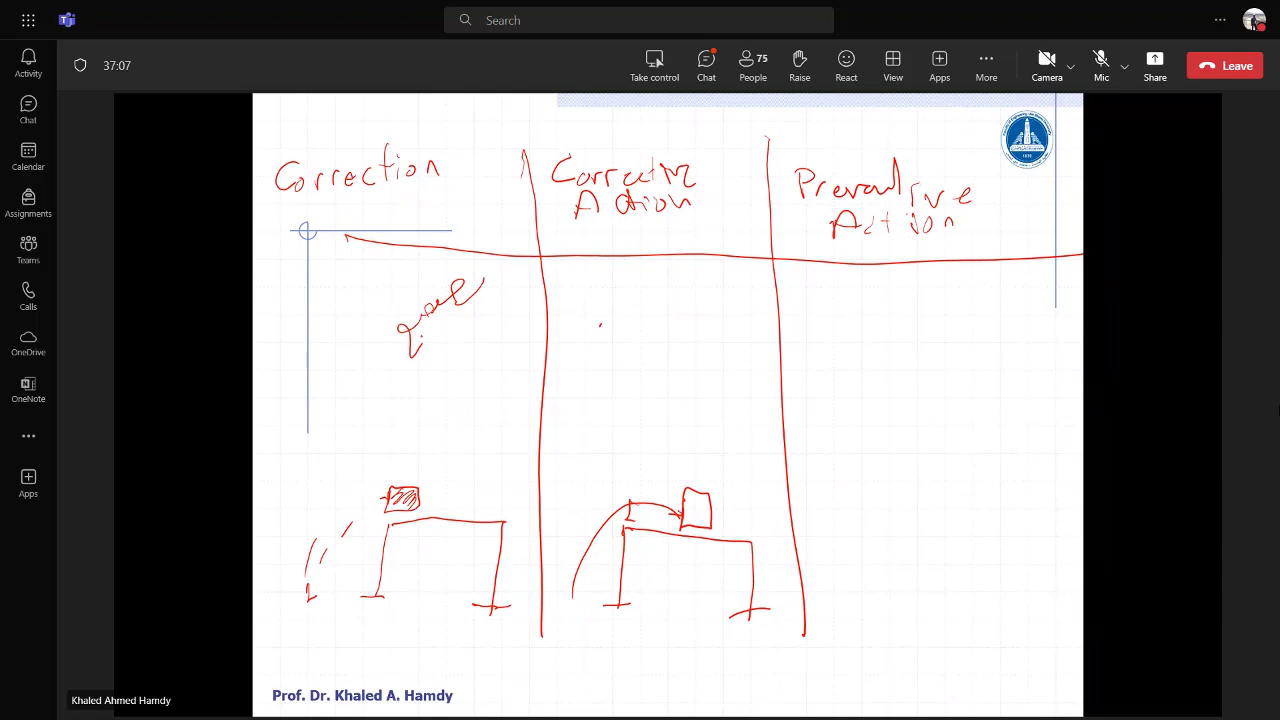 Search
Activity
Chat
Calendar
Assignments
Teams
Calls
OneDrive
OneNote
Apps
37:07
Take control
Chat
75
People
Raise
React
View
Apps
More
Camera
Mic
Share
Leave
Correction
Corrective
Action
Preventive
Action
1839
Prof. Dr. Khaled A. Hamdy
Khaled Ahmed Hamdy